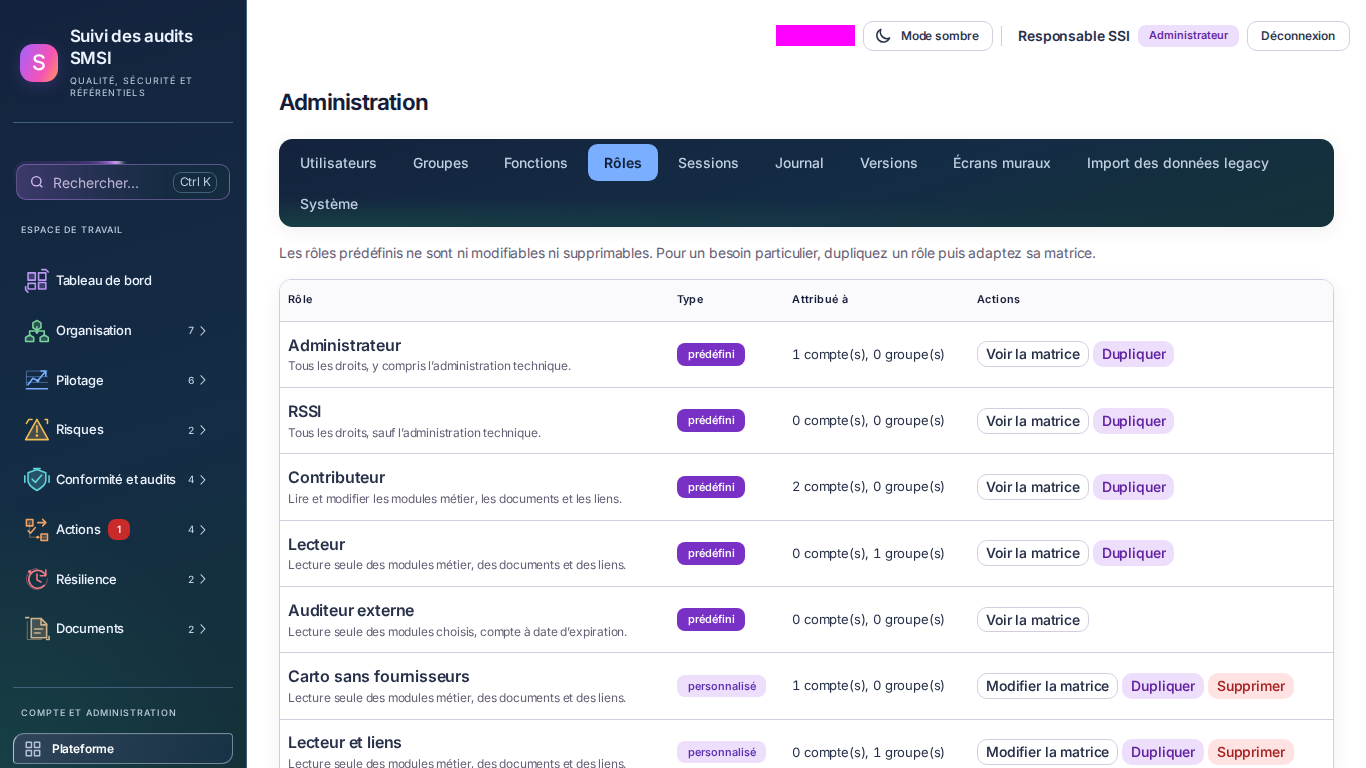 S
Suivi des audits
SMSI
QUALITÉ, SÉCURITÉ ET
RÉFÉRENTIELS
Rechercher...
Ctrl K
ESPACE DE TRAVAIL
Tableau de bord
Organisation 7
Pilotage 6
Risques 2
Conformité et audits 4
Actions 1 4
Résilience 2
Documents 2
COMPTE ET ADMINISTRATION
Plateforme
Mode sombre
Responsable SSI
Administrateur
Déconnexion
Administration
Utilisateurs Groupes Fonctions Rôles Sessions Journal Versions Écrans muraux Import des données legacy
Système
Les rôles prédéfinis ne sont ni modifiables ni supprimables. Pour un besoin particulier, dupliquez un rôle puis adaptez sa matrice.
Rôle Type Attribué à Actions
Administrateur
Tous les droits, y compris l’administration technique.
prédéfini 1 compte(s), 0 groupe(s) Voir la matrice Dupliquer
RSSI
Tous les droits, sauf l’administration technique.
prédéfini 0 compte(s), 0 groupe(s) Voir la matrice Dupliquer
Contributeur
Lire et modifier les modules métier, les documents et les liens.
prédéfini 2 compte(s), 0 groupe(s) Voir la matrice Dupliquer
Lecteur
Lecture seule des modules métier, des documents et des liens.
prédéfini 0 compte(s), 1 groupe(s) Voir la matrice Dupliquer
Auditeur externe
Lecture seule des modules choisis, compte à date d’expiration.
prédéfini 0 compte(s), 0 groupe(s) Voir la matrice
Carto sans fournisseurs
Lecture seule des modules métier, des documents et des liens.
personnalisé 1 compte(s), 0 groupe(s) Modifier la matrice Dupliquer Supprimer
Lecteur et liens
Lecture seule des modules métier, des documents et des liens.
personnalisé 0 compte(s), 1 groupe(s) Modifier la matrice Dupliquer Supprimer